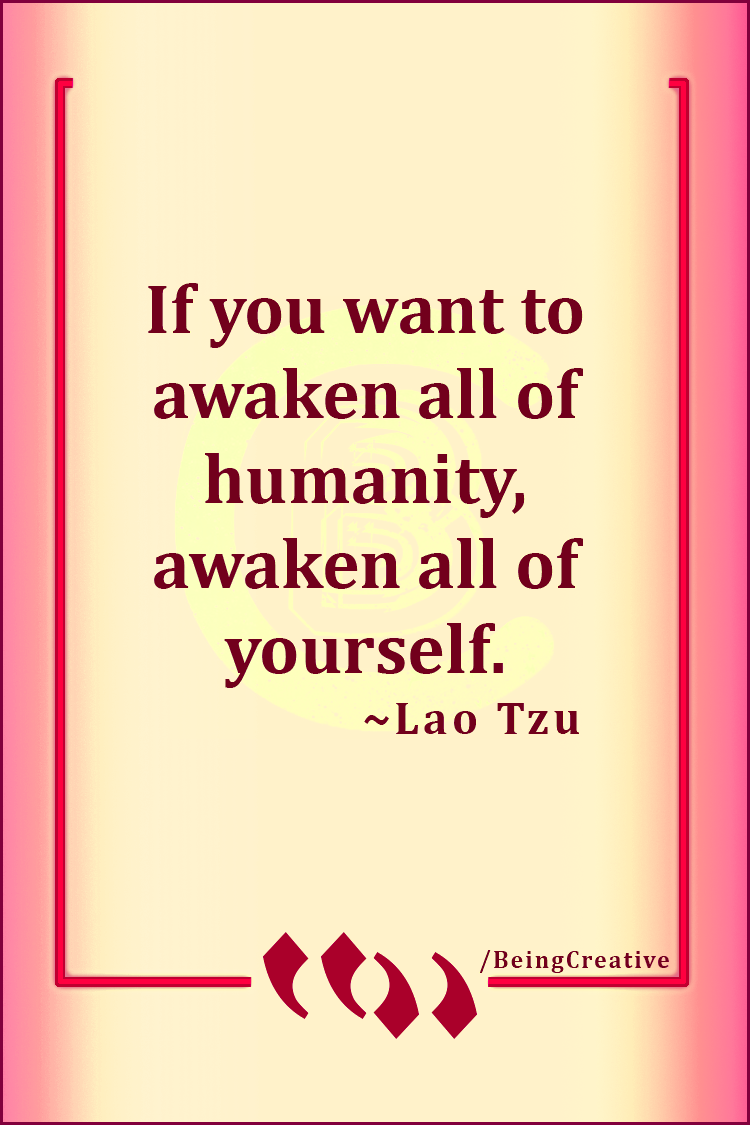 If you want to
awaken all of
humanity,
awaken all of
yourself.
~Lao Tzu
/BeingCreative